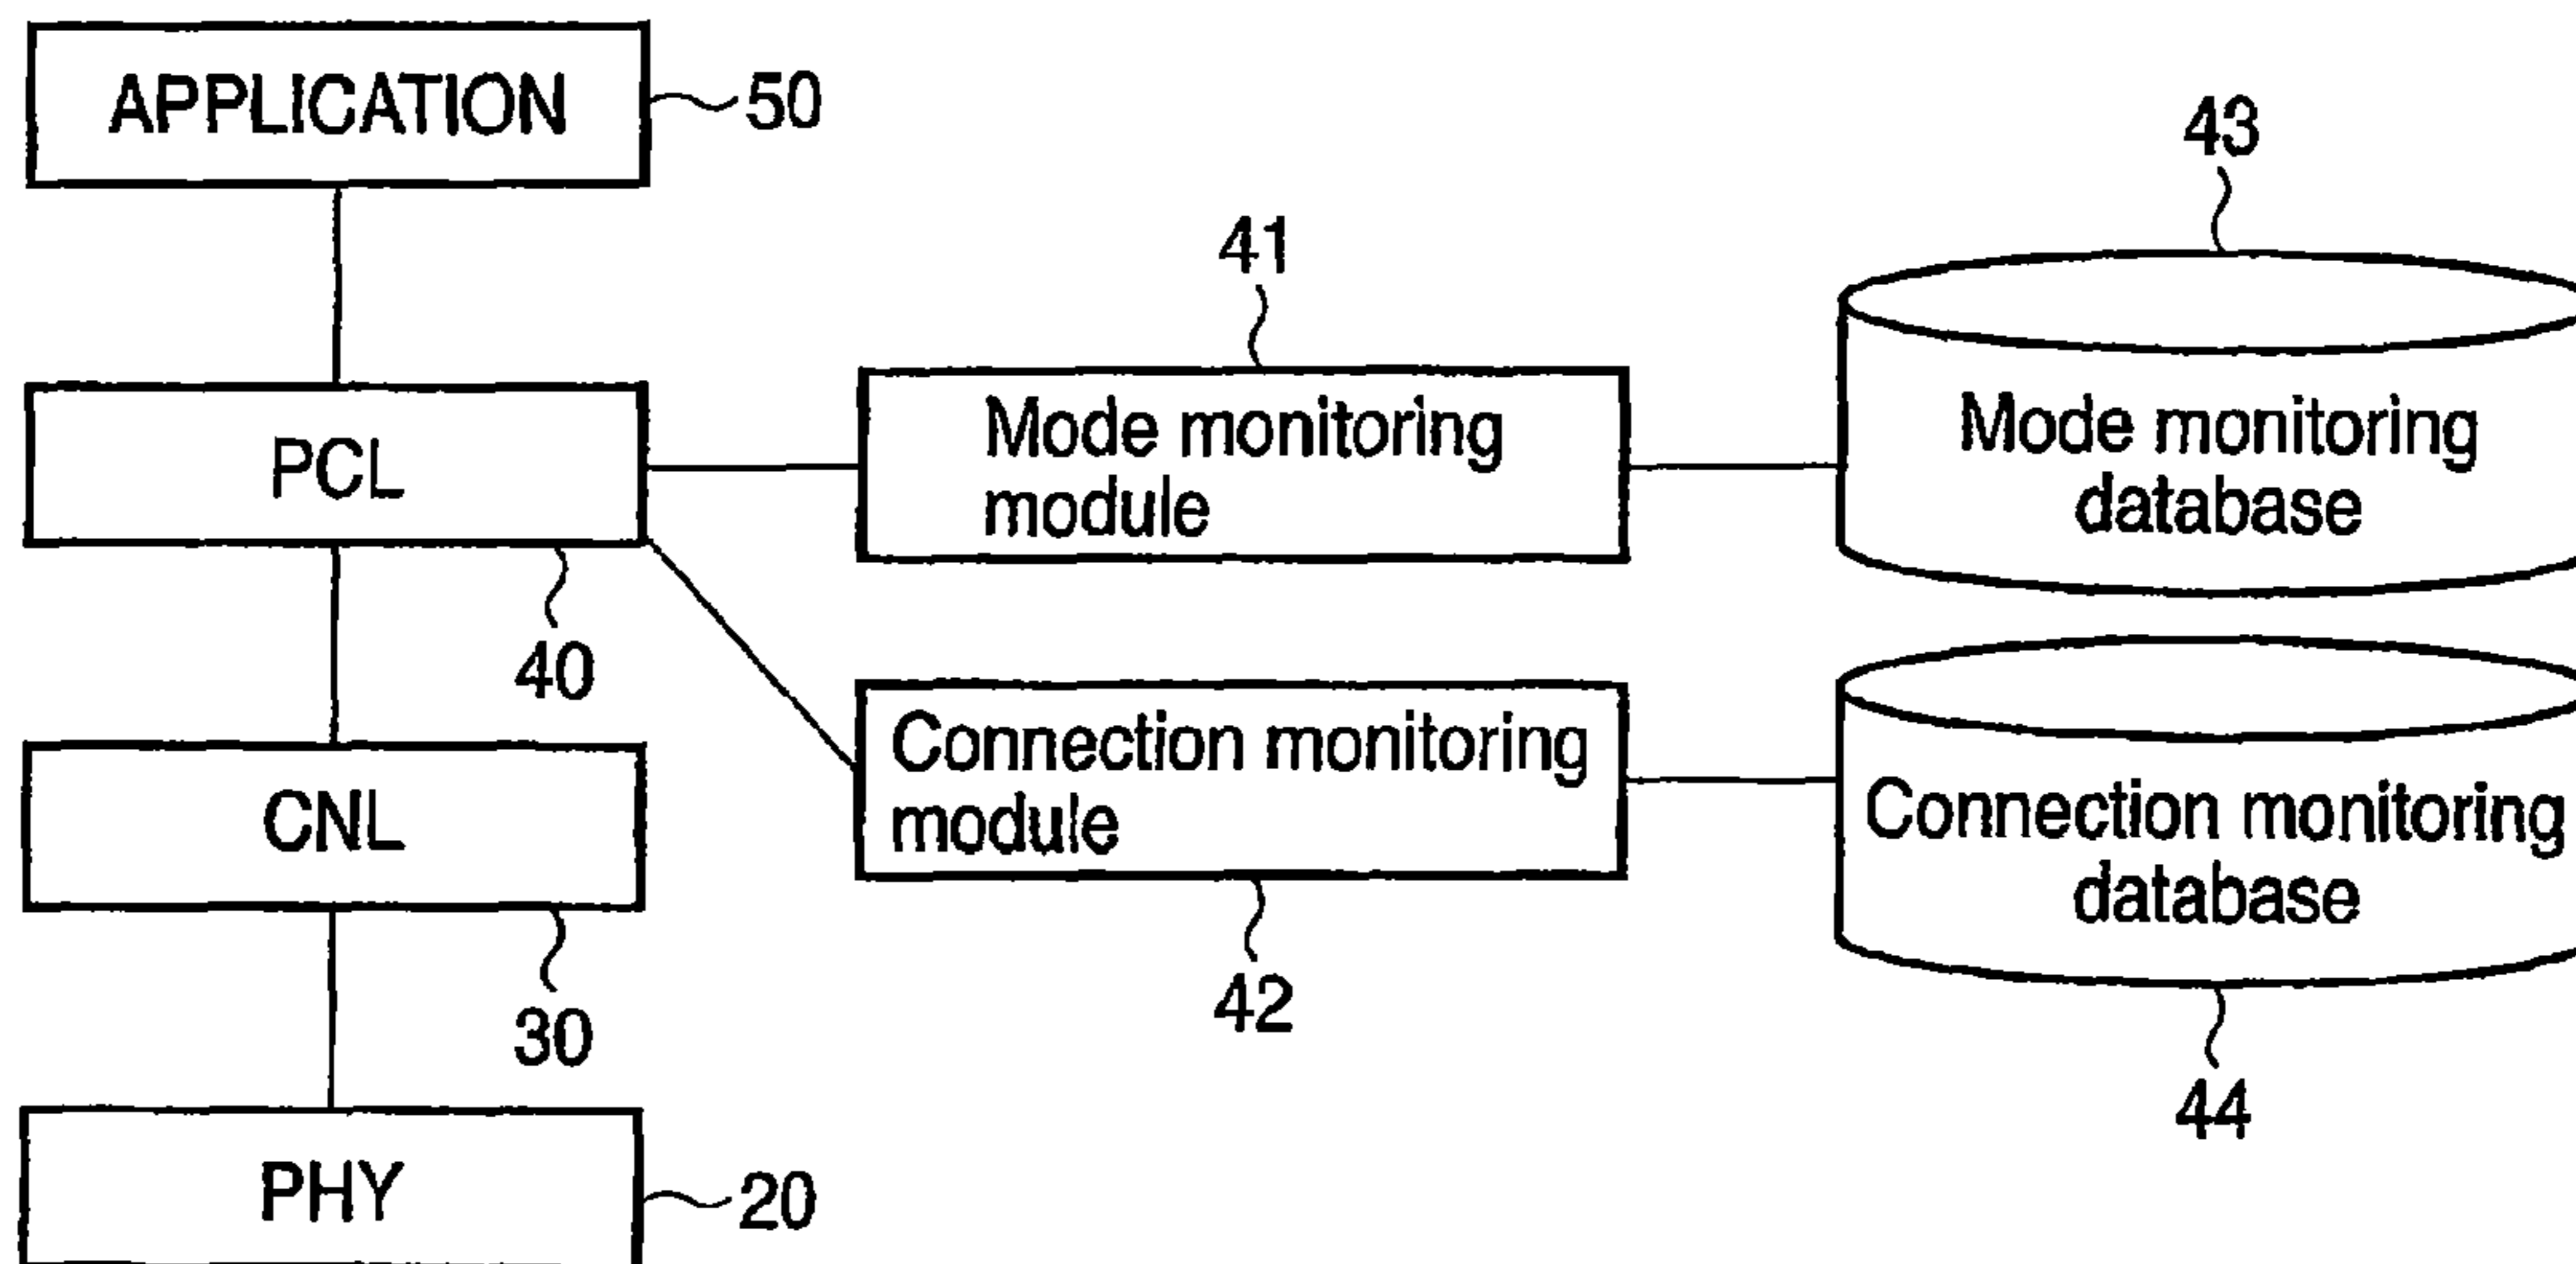 APPLICATION
50
43
41
PCL
40
Mode monitoring
module
Mode monitoring
database
CNL
30
Connection monitoring
module
42
Connection monitoring
database
44
PHY
20